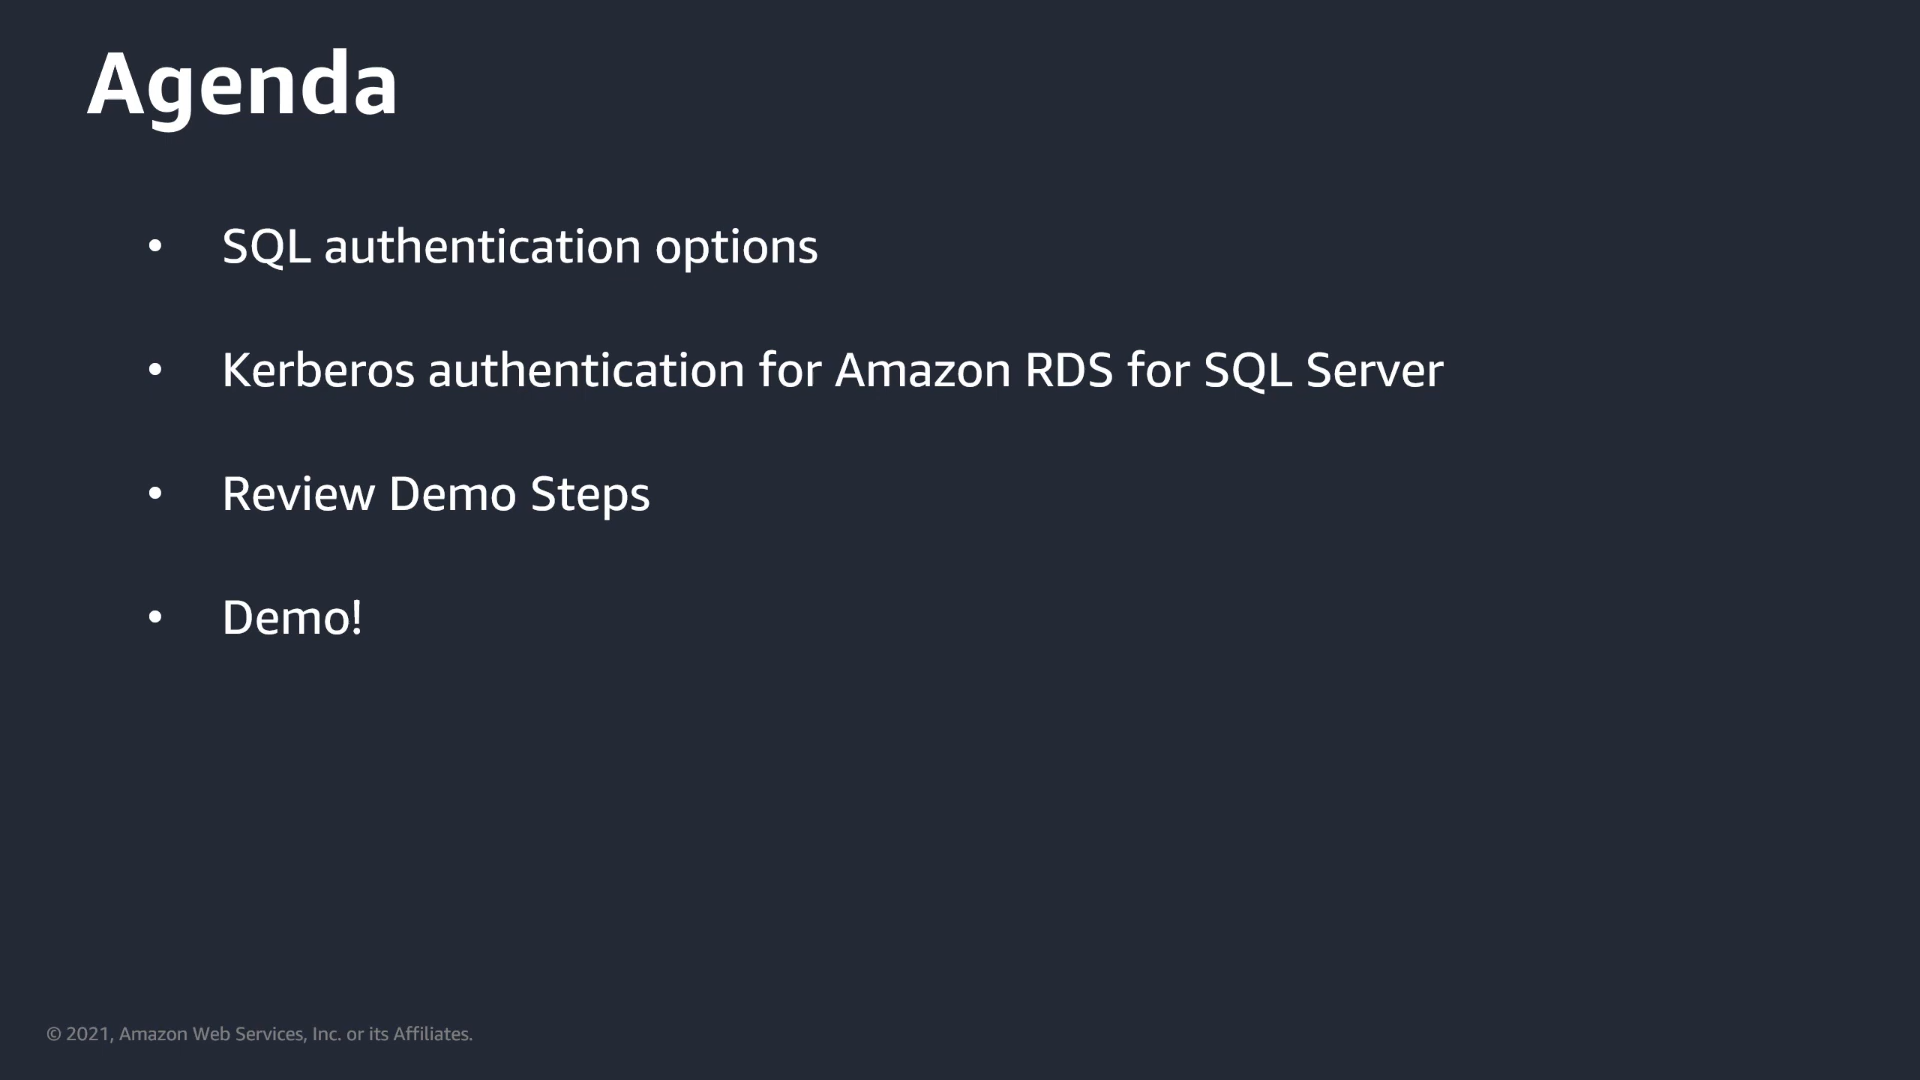 Agenda
• SQL authentication options
• Kerberos authentication for Amazon RDS for SQL Server
• Review Demo Steps
• Demo!
© 2021, Amazon Web Services, Inc. or its Affiliates.